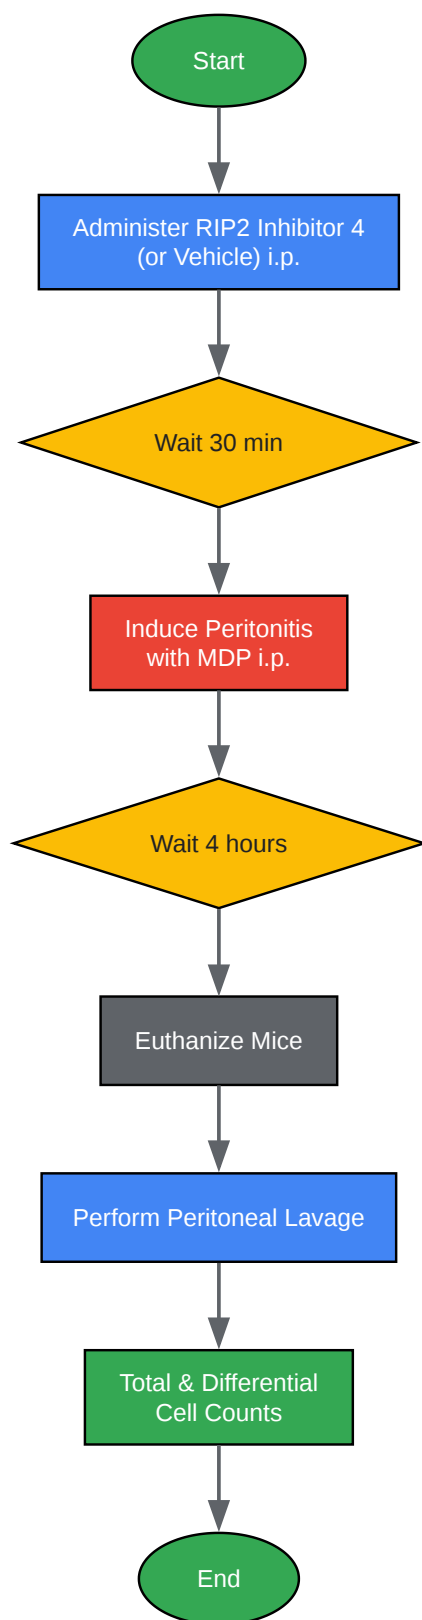 Start
Administer RIP2 Inhibitor 4
(or Vehicle) i.p.
Wait 30 min
Induce Peritonitis
with MDP i.p.
Wait 4 hours
Euthanize Mice
Perform Peritoneal Lavage
Total & Differential
Cell Counts
End